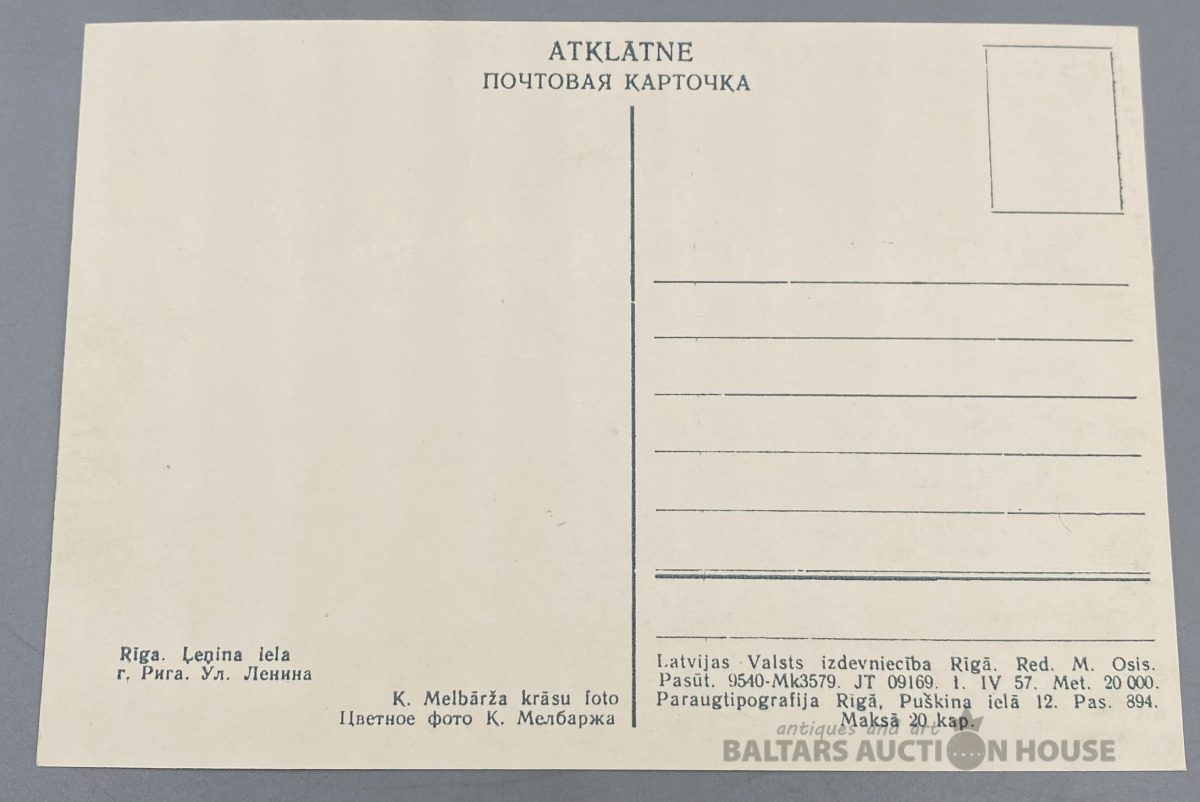 ATKLĀTNE
ПОЧТОВАЯ КАРТОЧКА
Rīga. Ļeņina iela
г. Рига. Ул. Ленина
K. Melbārža krāsu foto
Цветное фото К. Мелбаржа
Latvijas Valsts izdevniecība Rīgā. Red. M. Osis.
Pasūt. 9540-Mk3579. JT 09169. 1. IV 57. Met. 20 000.
Paraugtipografija Rīgā, Puškina ielā 12. Pas. 894.
Maksā 20 kap.
antiques and art
BALTARS AUCTION HOUSE